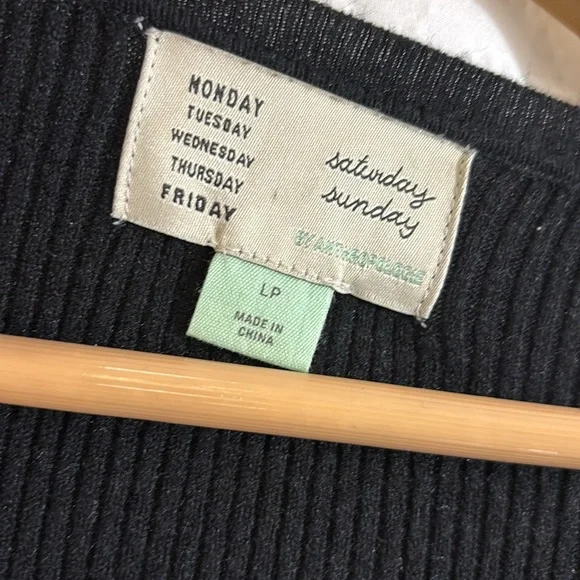 MONDAY
TUESDAY
WEDNESDAY
THURSDAY
FRIDAY
saturday
sunday
BY ANTHROPOLOGIE
LP
MADE IN
CHINA